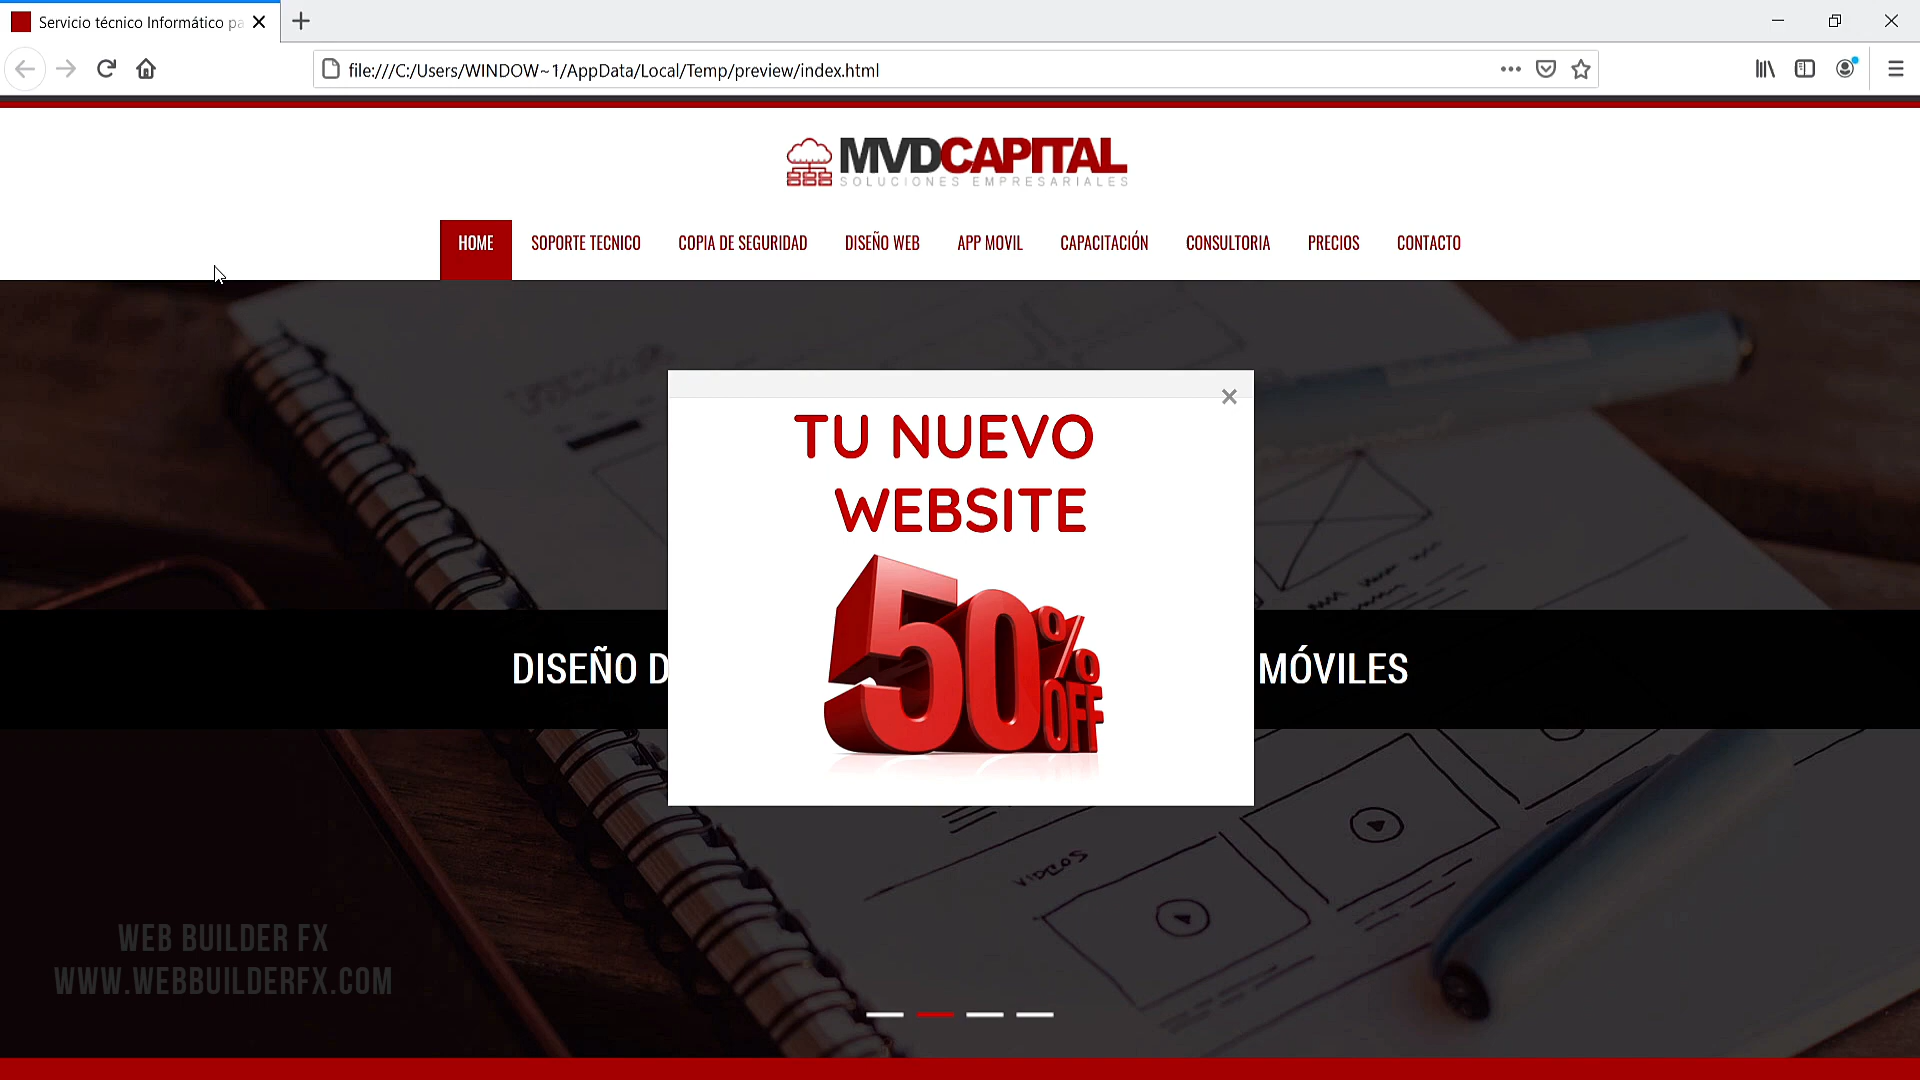 Servicio técnico Informático pa
file:///C:/Users/WINDOW~1/AppData/Local/Temp/preview/index.html
MVDCAPITAL
SOLUCIONES EMPRESARIALES
HOME SOPORTE TECNICO COPIA DE SEGURIDAD DISEÑO WEB APP MOVIL CAPACITACIÓN CONSULTORIA PRECIOS CONTACTO
TU NUEVO
WEBSITE
50% OFF
DISEÑO D MÓVILES
VIDEOS
WEB BUILDER FX
WWW.WEBBUILDERFX.COM